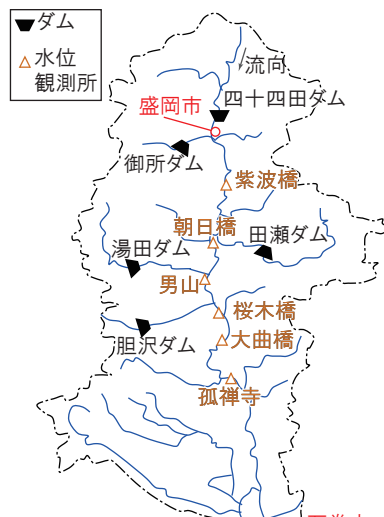 ダム
水位
観測所
流向
四十四田ダム
盛岡市
御所ダム
紫波橋
朝日橋
田瀬ダム
湯田ダム
男山
桜木橋
大曲橋
胆沢ダム
孤禅寺